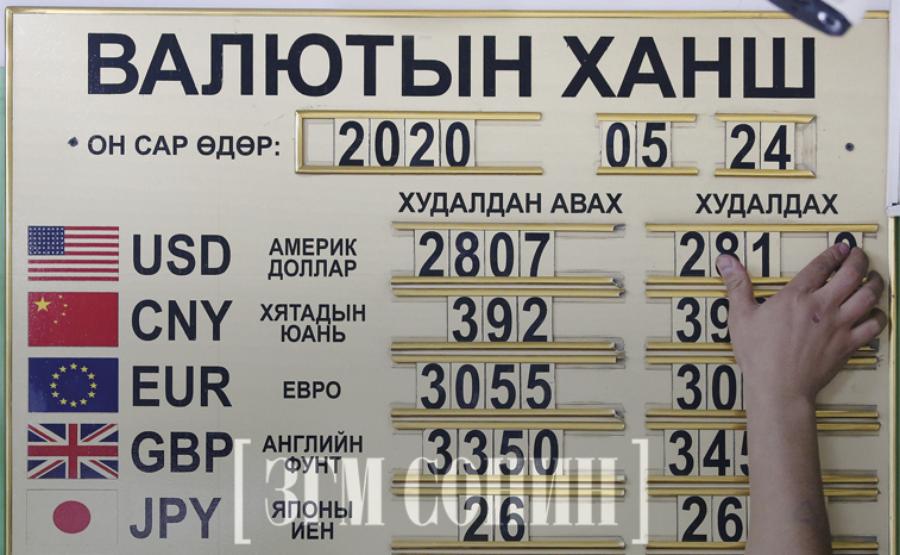 ВАЛЮТЫН ХАНШ
ОН САР ӨДӨР: 2020 05 24
ХУДАЛДАН АВАХ ХУДАЛДАХ
USD АМЕРИК ДОЛЛАР 2807 281
CNY ХЯТАДЫН ЮАНЬ 392 39
EUR ЕВРО 3055 30
GBP АНГЛИЙН ФУНТ 3350 345
JPY ЯПОНЫ ИЕН 26 26
[ЗГМ СОНИН]